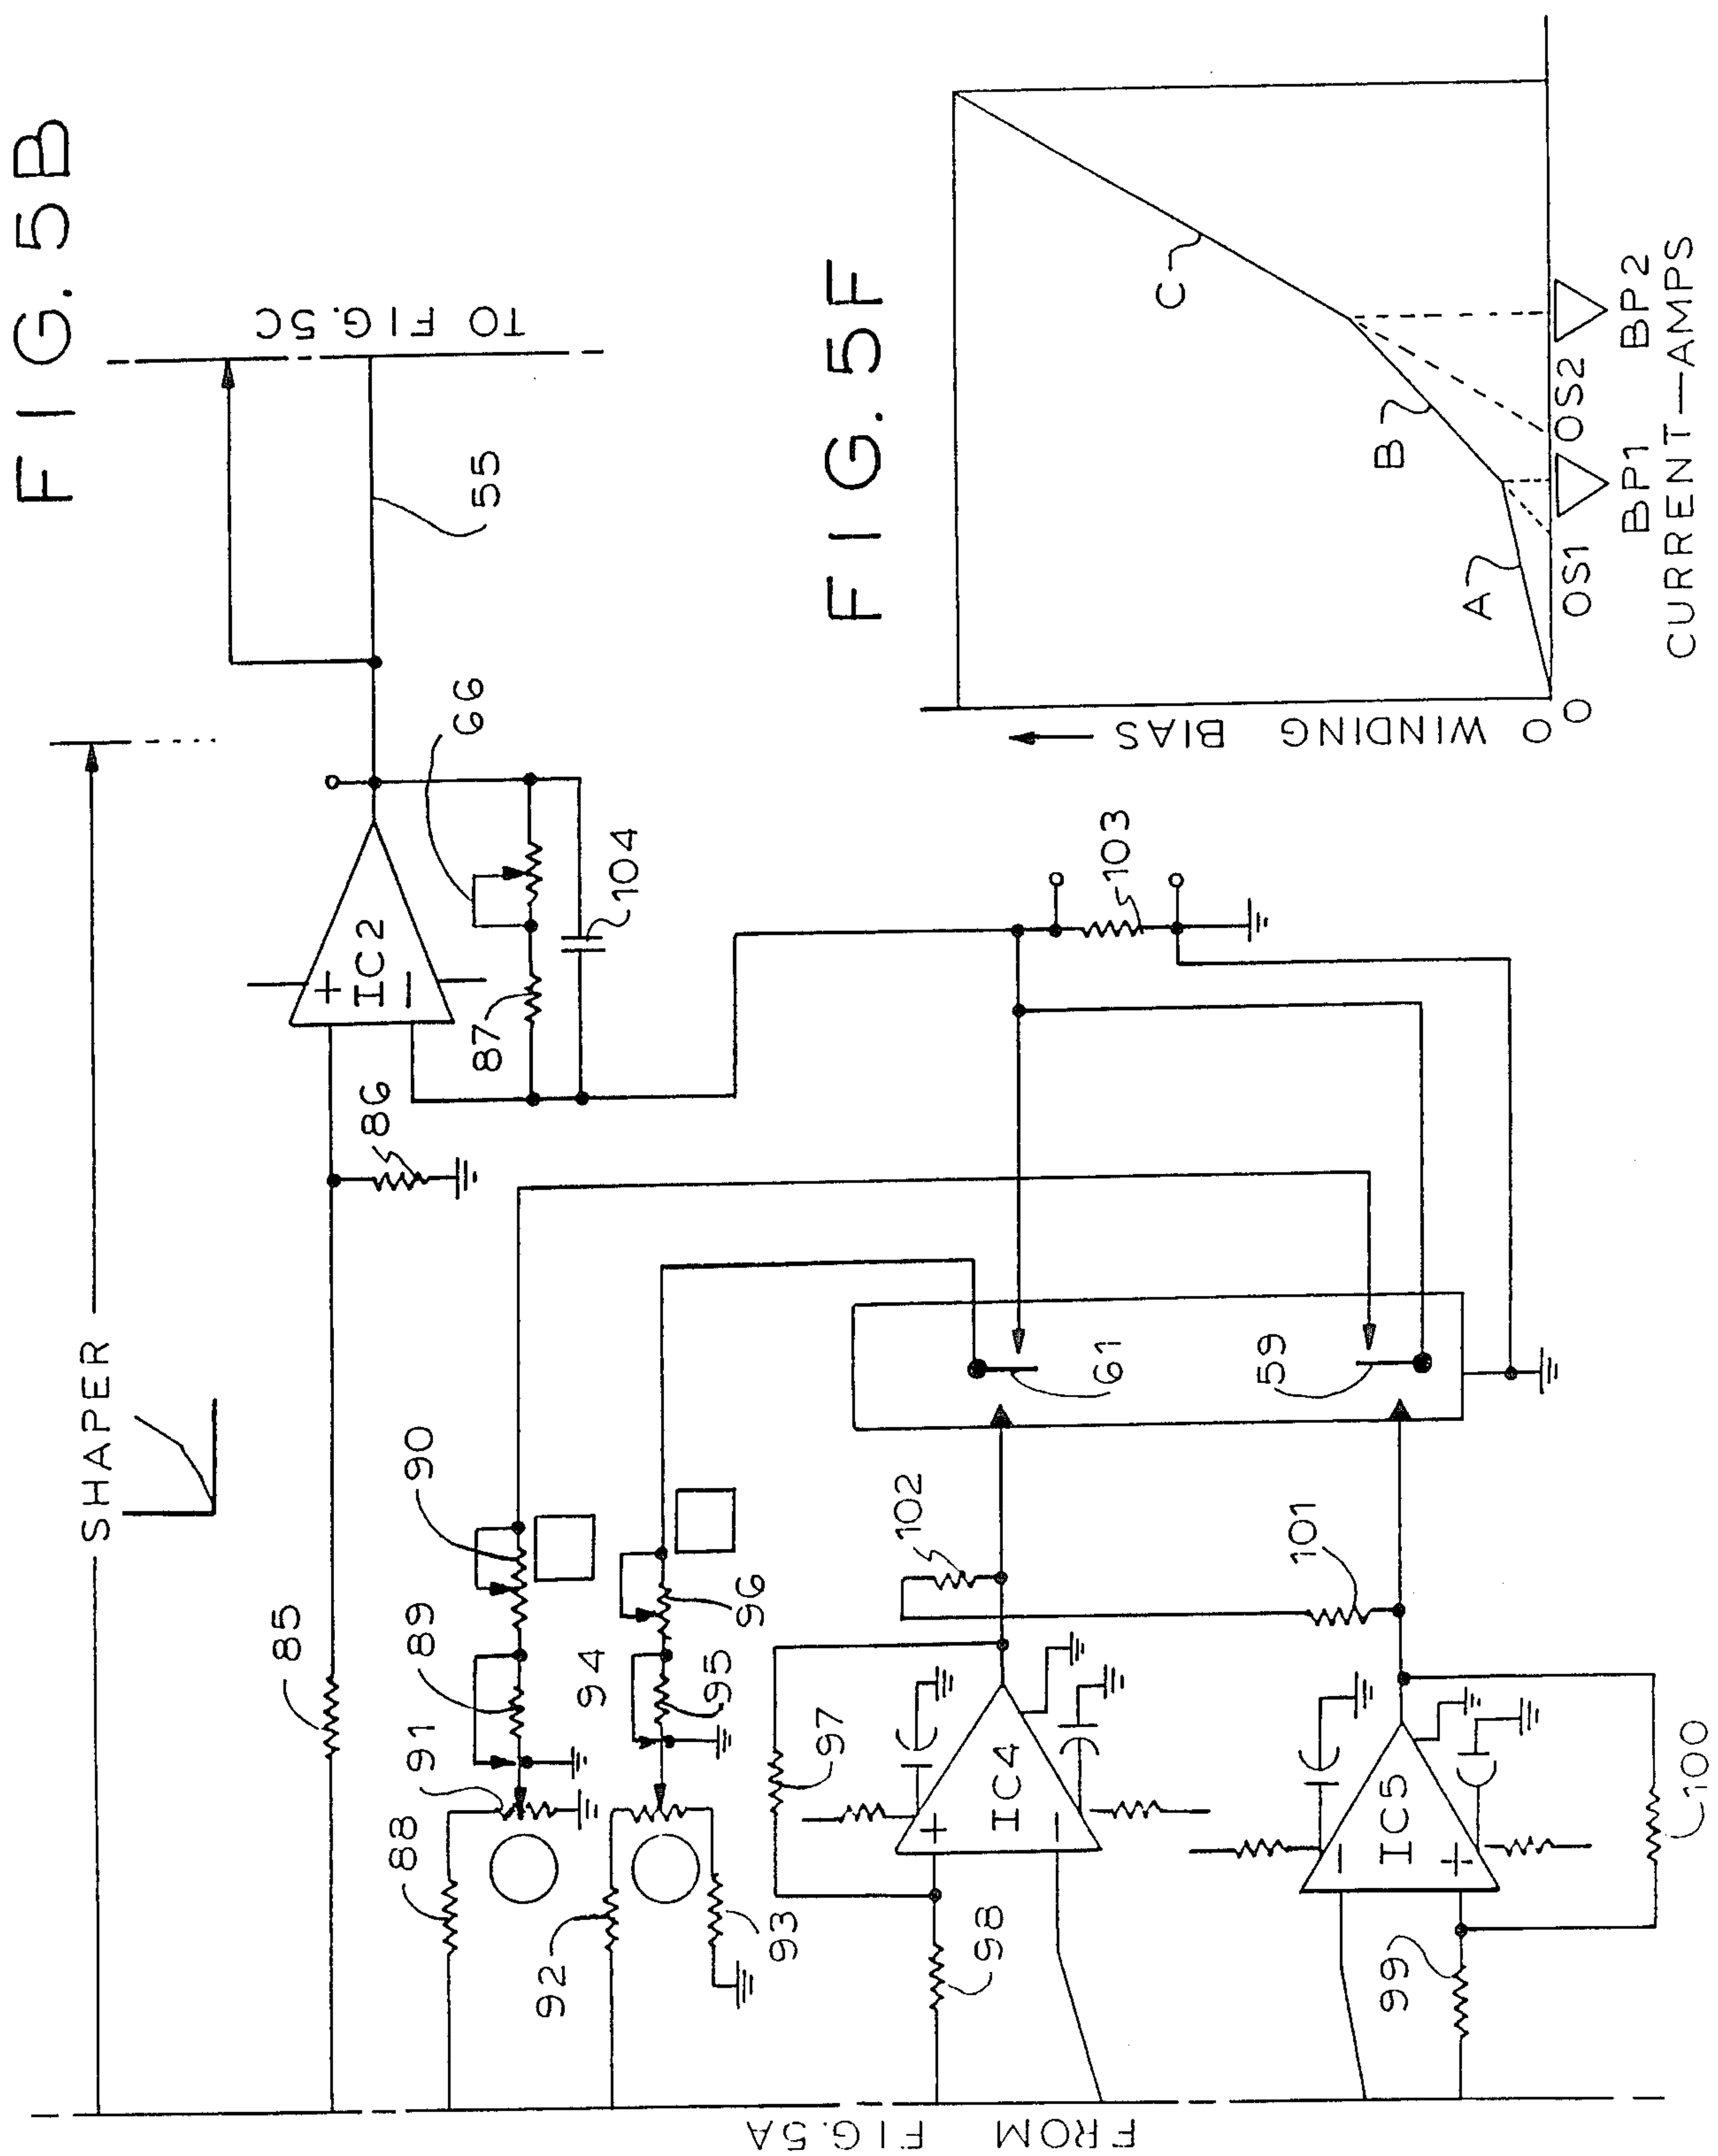 FIG.5B
SHAPER
TO FIG.5C
55
IC2
+
−
66
87
104
86
85
90
89
91
88
94
95
96
92
93
103
61
59
102
101
97
98
IC4
+
−
IC5
−
+
99
100
FROM FIG.5A
FIG.5F
WINDING BIAS
0
0
A
B
C
OS1
OS2
BP1
BP2
CURRENT—AMPS